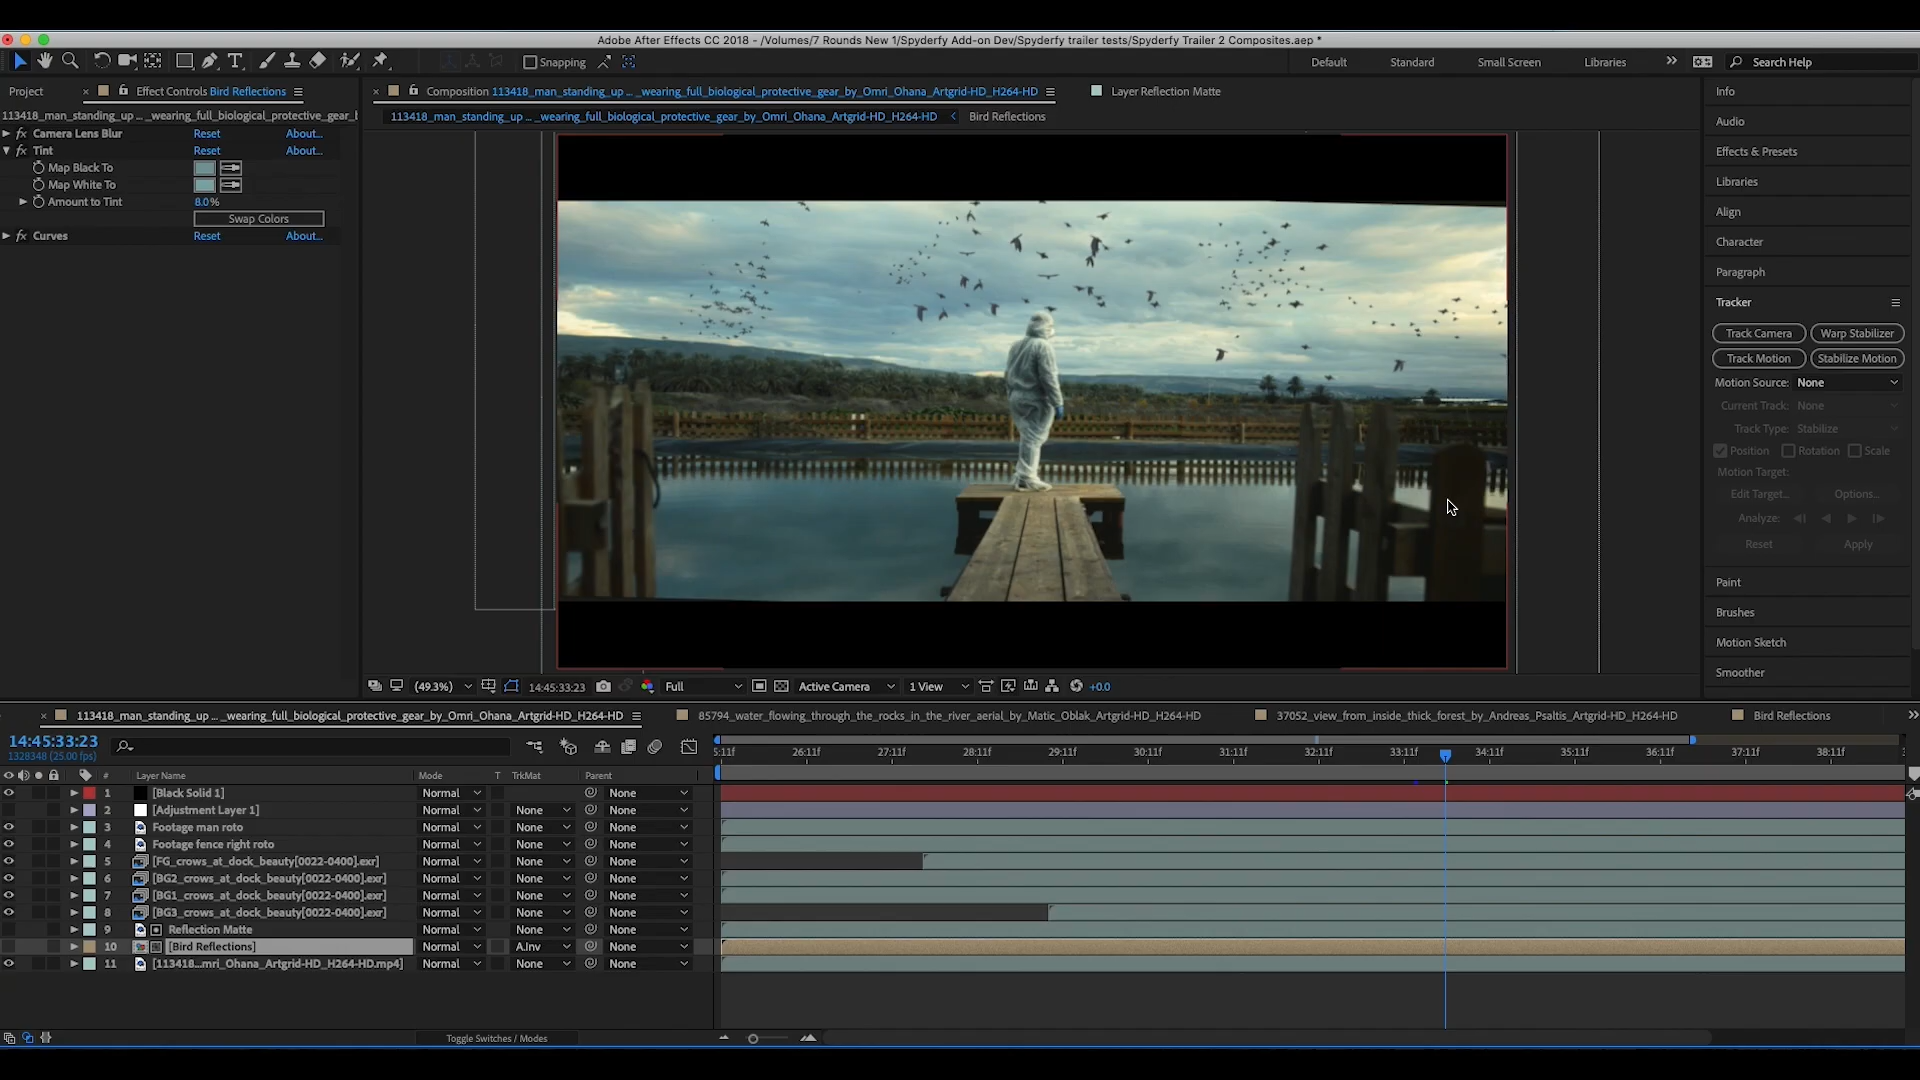 Adobe After Effects CC 2018 - /Volumes/7 Rounds New 1/Spyderfy Add-on Dev/Spyderfy trailer tests/Spyderfy Trailer 2 Composites.aep *
T Snapping Default Standard Small Screen Libraries » Search Help
Project × Effect Controls Bird Reflections
113418_man_standing_up ... _wearing_full_biological_protective_gear_by_Omri_Ohana_Artgrid-HD_H264-HD
fx Camera Lens Blur Reset About...
fx Tint Reset About...
Map Black To
Map White To
Amount to Tint 8.0%
Swap Colors
fx Curves Reset About...
× Composition 113418_man_standing_up ... _wearing_full_biological_protective_gear_by_Omri_Ohana_Artgrid-HD_H264-HD Layer Reflection Matte
113418_man_standing_up ... _wearing_full_biological_protective_gear_by_Omri_Ohana_Artgrid-HD_H264-HD < Bird Reflections
(49.3%) 14:45:33:23 Full Active Camera 1 View +0.0
Info
Audio
Effects & Presets
Libraries
Align
Character
Paragraph
Tracker
Track Camera Warp Stabilizer
Track Motion Stabilize Motion
Motion Source: None
Current Track: None
Track Type: Stabilize
Position Rotation Scale
Motion Target:
Edit Target... Options...
Analyze:
Reset Apply
Paint
Brushes
Motion Sketch
Smoother
× 113418_man_standing_up ... _wearing_full_biological_protective_gear_by_Omri_Ohana_Artgrid-HD_H264-HD 85794_water_flowing_through_the_rocks_in_the_river_aerial_by_Matic_Oblak_Artgrid-HD_H264-HD 37052_view_from_inside_thick_forest_by_Andreas_Psaltis_Artgrid-HD_H264-HD Bird Reflections »
14:45:33:23
1328348 (25.00 fps)
5:11f 26:11f 27:11f 28:11f 29:11f 30:11f 31:11f 32:11f 33:11f 34:11f 35:11f 36:11f 37:11f 38:11f
# Layer Name Mode T TrkMat Parent
1 [Black Solid 1] Normal None
2 [Adjustment Layer 1] Normal None None
3 Footage man roto Normal None None
4 Footage fence right roto Normal None None
5 [FG_crows_at_dock_beauty[0022-0400].exr] Normal None None
6 [BG2_crows_at_dock_beauty[0022-0400].exr] Normal None None
7 [BG1_crows_at_dock_beauty[0022-0400].exr] Normal None None
8 [BG3_crows_at_dock_beauty[0022-0400].exr] Normal None None
9 Reflection Matte Normal None None
10 [Bird Reflections] Normal A.Inv None
11 [113418...mri_Ohana_Artgrid-HD_H264-HD.mp4] Normal None None
Toggle Switches / Modes